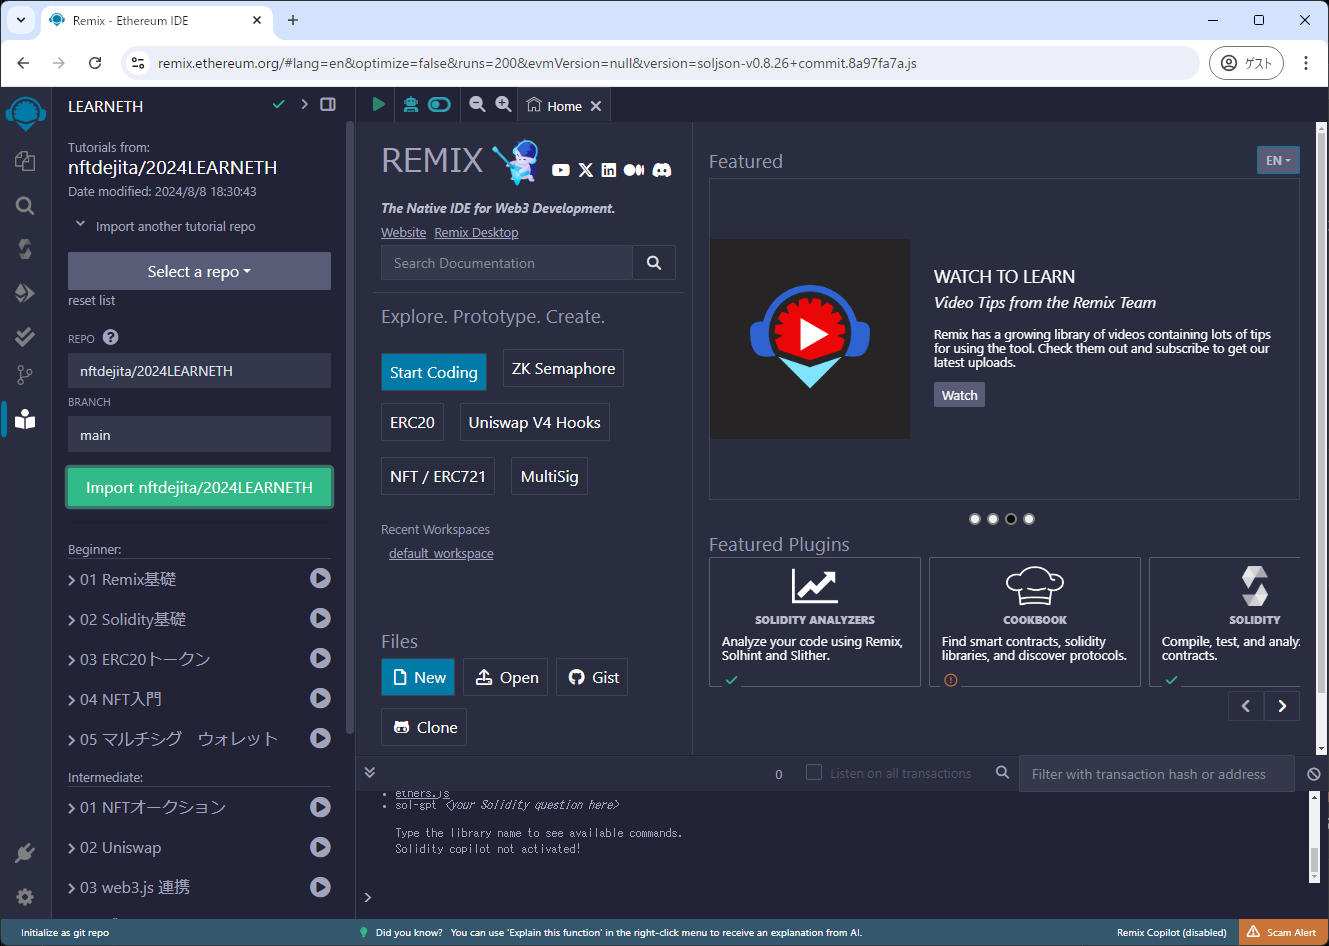 Remix - Ethereum IDE
remix.ethereum.org/#lang=en&optimize=false&runs=200&evmVersion=null&version=soljson-v0.8.26+commit.8a97fa7a.js
ゲスト
LEARNETH
Tutorials from:
nftdejita/2024LEARNETH
Date modified: 2024/8/8 18:30:43
Import another tutorial repo
Select a repo
reset list
REPO
nftdejita/2024LEARNETH
BRANCH
main
Import nftdejita/2024LEARNETH
Beginner:
01 Remix基礎
02 Solidity基礎
03 ERC20トークン
04 NFT入門
05 マルチシグ　ウォレット
Intermediate:
01 NFTオークション
02 Uniswap
03 web3.js 連携
Home
REMIX
The Native IDE for Web3 Development.
Website Remix Desktop
Search Documentation
Explore. Prototype. Create.
Start Coding
ZK Semaphore
ERC20
Uniswap V4 Hooks
NFT / ERC721
MultiSig
Recent Workspaces
default_workspace
Files
New
Open
Gist
Clone
Featured
EN
WATCH TO LEARN
Video Tips from the Remix Team
Remix has a growing library of videos containing lots of tips
for using the tool. Check them out and subscribe to get our
latest uploads.
Watch
Featured Plugins
SOLIDITY ANALYZERS
Analyze your code using Remix,
Solhint and Slither.
COOKBOOK
Find smart contracts, solidity
libraries, and discover protocols.
SOLIDITY
Compile, test, and analy
contracts.
0
Listen on all transactions
Filter with transaction hash or address
ethers.js
sol-gpt <your Solidity question here>
Type the library name to see available commands.
Solidity copilot not activated!
>
Initialize as git repo
Did you know? You can use 'Explain this function' in the right-click menu to receive an explanation from AI.
Remix Copilot (disabled)
Scam Alert